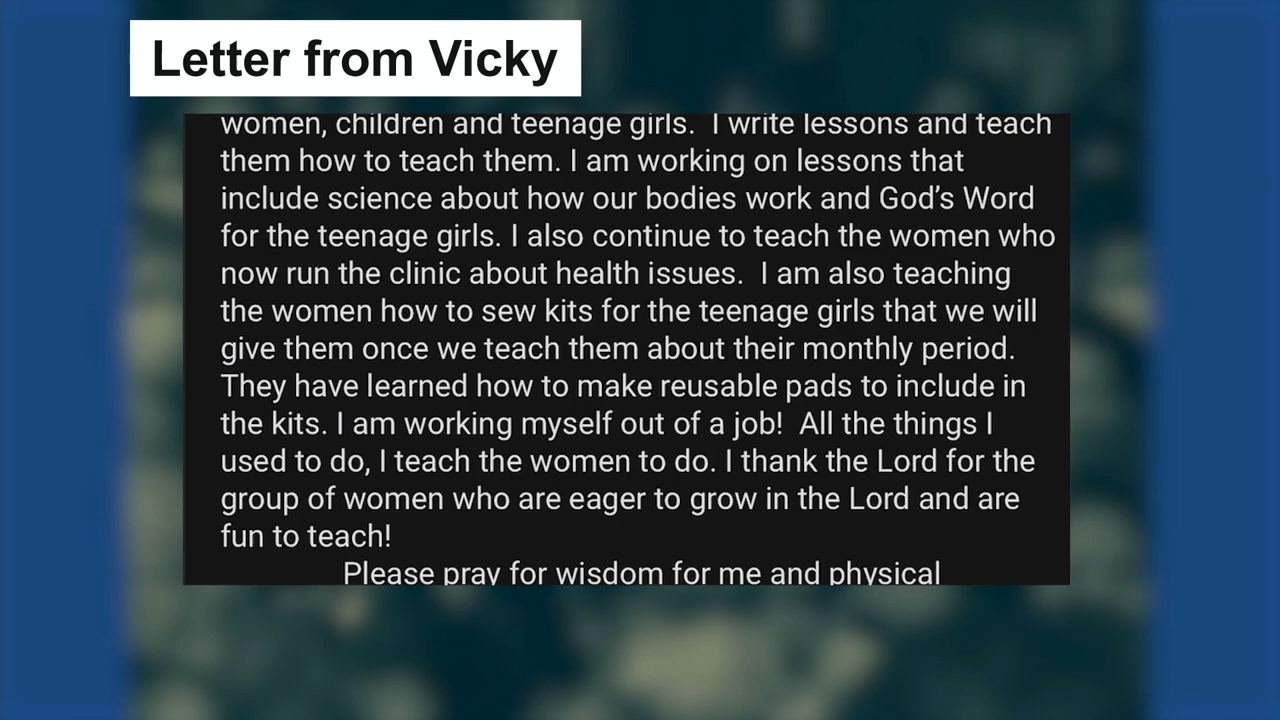 Letter from Vicky
women, children and teenage girls.  I write lessons and teach
them how to teach them. I am working on lessons that
include science about how our bodies work and God’s Word
for the teenage girls. I also continue to teach the women who
now run the clinic about health issues.  I am also teaching
the women how to sew kits for the teenage girls that we will
give them once we teach them about their monthly period.
They have learned how to make reusable pads to include in
the kits. I am working myself out of a job!  All the things I
used to do, I teach the women to do. I thank the Lord for the
group of women who are eager to grow in the Lord and are
fun to teach!
Please pray for wisdom for me and physical